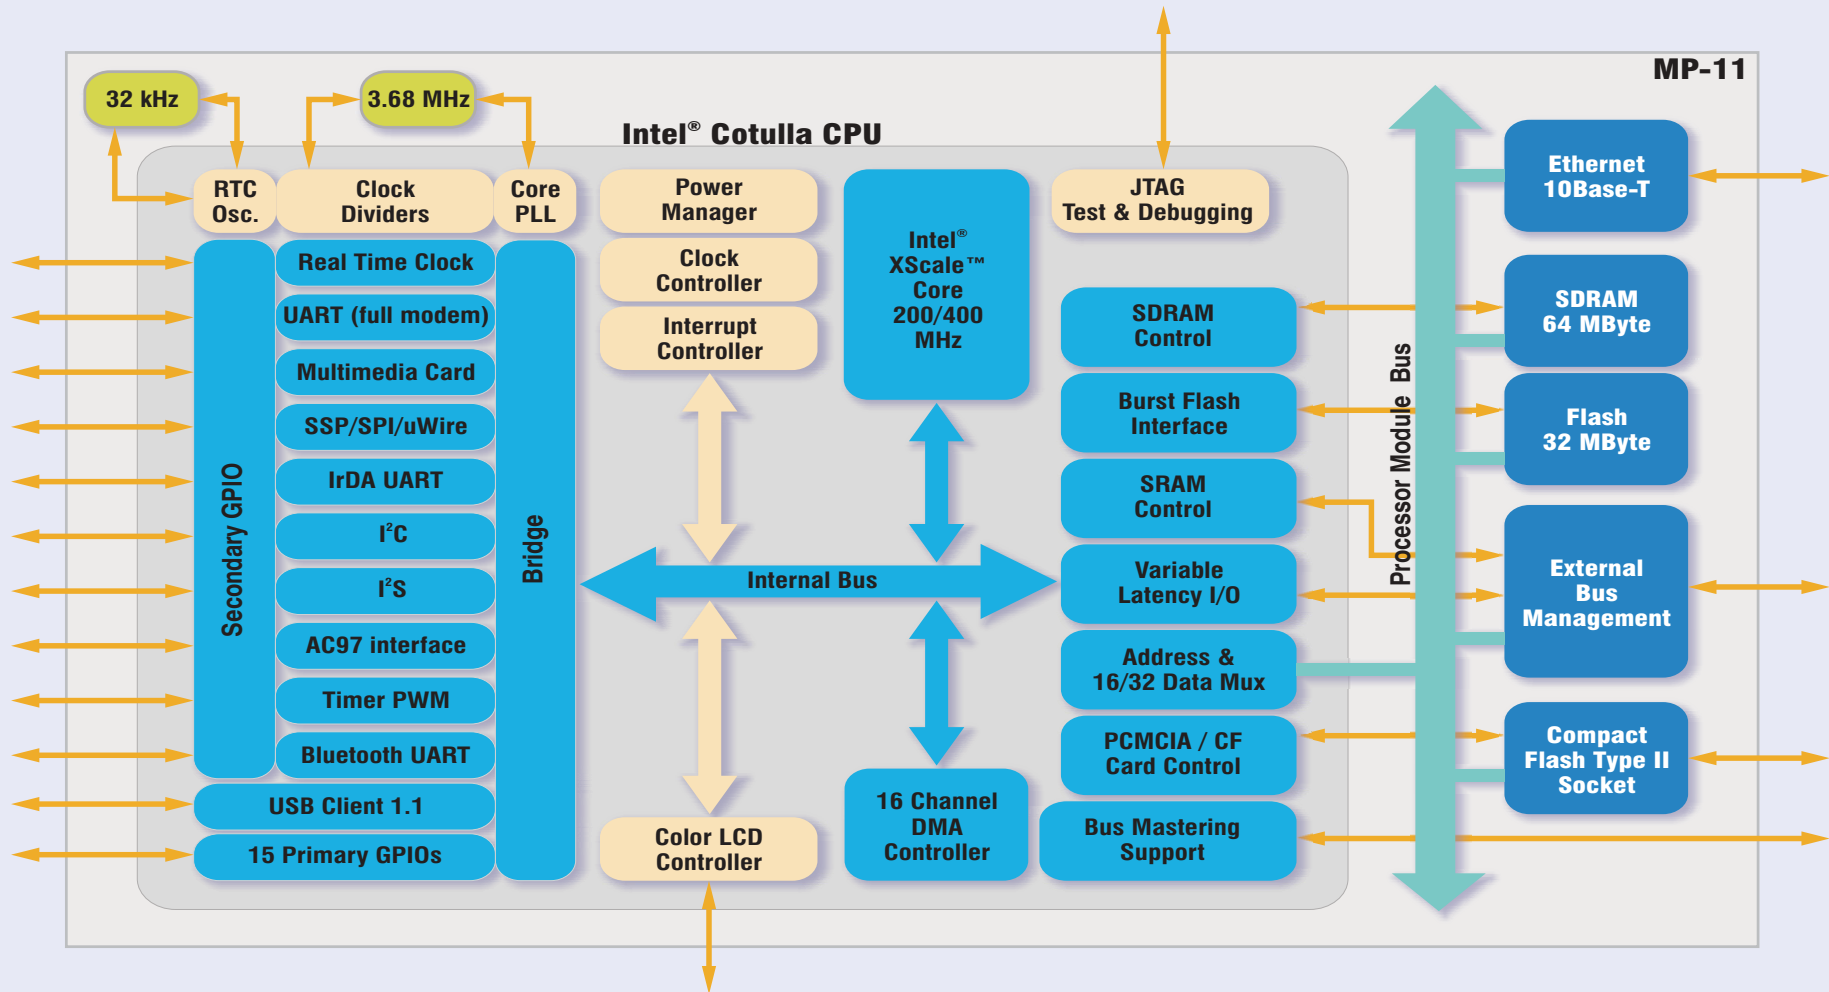 MP-11
32 kHz
3.68 MHz
Intel® Cotulla CPU
RTC
Osc.
Clock
Dividers
Core
PLL
Power
Manager
JTAG
Test & Debugging
Ethernet
10Base-T
Real Time Clock
UART (full modem)
Multimedia Card
SSP/SPI/uWire
IrDA UART
I²C
I²S
AC97 interface
Timer PWM
Bluetooth UART
USB Client 1.1
15 Primary GPIOs
Secondary GPIO
Bridge
Clock
Controller
Interrupt
Controller
Intel®
XScale™
Core
200/400
MHz
Internal Bus
Color LCD
Controller
16 Channel
DMA
Controller
SDRAM
Control
Burst Flash
Interface
SRAM
Control
Variable
Latency I/O
Address &
16/32 Data Mux
PCMCIA / CF
Card Control
Bus Mastering
Support
Processor Module Bus
SDRAM
64 MByte
Flash
32 MByte
External
Bus
Management
Compact
Flash Type II
Socket